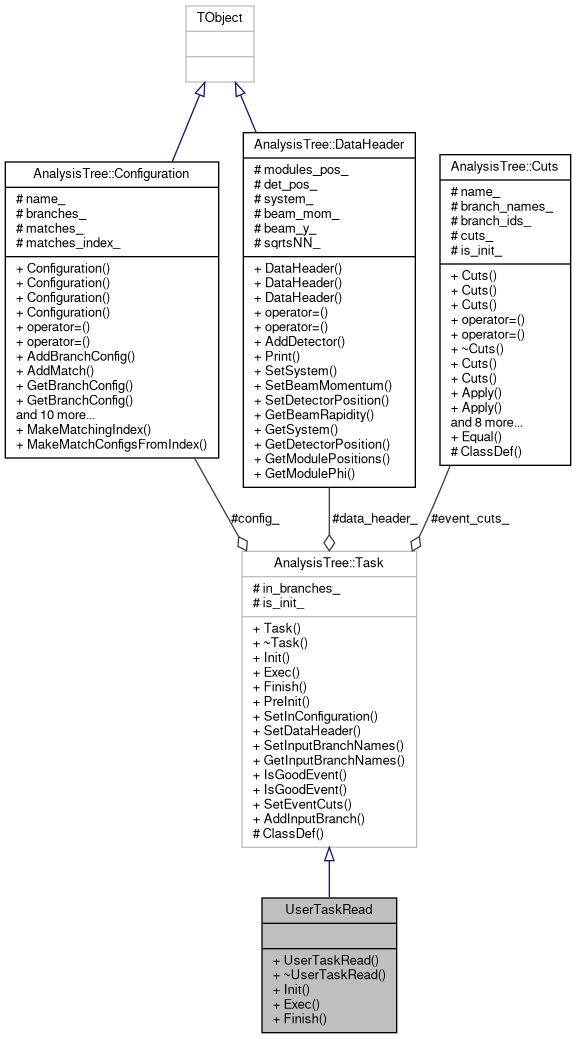 TObject
AnalysisTree::Configuration
# name_
# branches_
# matches_
# matches_index_
+ Configuration()
+ Configuration()
+ Configuration()
+ Configuration()
+ operator=()
+ operator=()
+ AddBranchConfig()
+ AddMatch()
+ GetBranchConfig()
+ GetBranchConfig()
and 10 more...
+ MakeMatchingIndex()
+ MakeMatchConfigsFromIndex()
AnalysisTree::DataHeader
# modules_pos_
# det_pos_
# system_
# beam_mom_
# beam_y_
# sqrtsNN_
+ DataHeader()
+ DataHeader()
+ DataHeader()
+ operator=()
+ operator=()
+ AddDetector()
+ Print()
+ SetSystem()
+ SetBeamMomentum()
+ SetDetectorPosition()
+ GetBeamRapidity()
+ GetSystem()
+ GetDetectorPosition()
+ GetModulePositions()
+ GetModulePhi()
AnalysisTree::Cuts
# name_
# branch_names_
# branch_ids_
# cuts_
# is_init_
+ Cuts()
+ Cuts()
+ Cuts()
+ operator=()
+ operator=()
+ ~Cuts()
+ Cuts()
+ Cuts()
+ Apply()
+ Apply()
and 8 more...
+ Equal()
# ClassDef()
#config_
#data_header_
#event_cuts_
AnalysisTree::Task
# in_branches_
# is_init_
+ Task()
+ ~Task()
+ Init()
+ Exec()
+ Finish()
+ PreInit()
+ SetInConfiguration()
+ SetDataHeader()
+ SetInputBranchNames()
+ GetInputBranchNames()
+ IsGoodEvent()
+ IsGoodEvent()
+ SetEventCuts()
+ AddInputBranch()
# ClassDef()
UserTaskRead
+ UserTaskRead()
+ ~UserTaskRead()
+ Init()
+ Exec()
+ Finish()